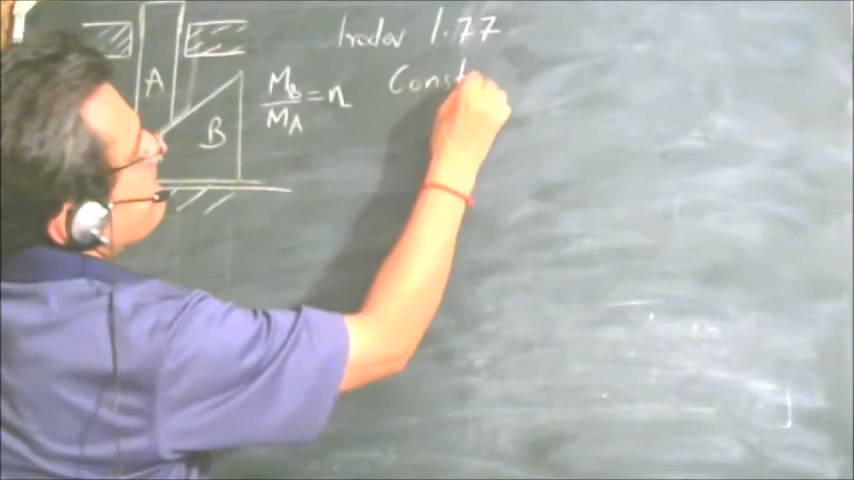 Irodov 1.77
Const
A
B
M_B/M_A = n